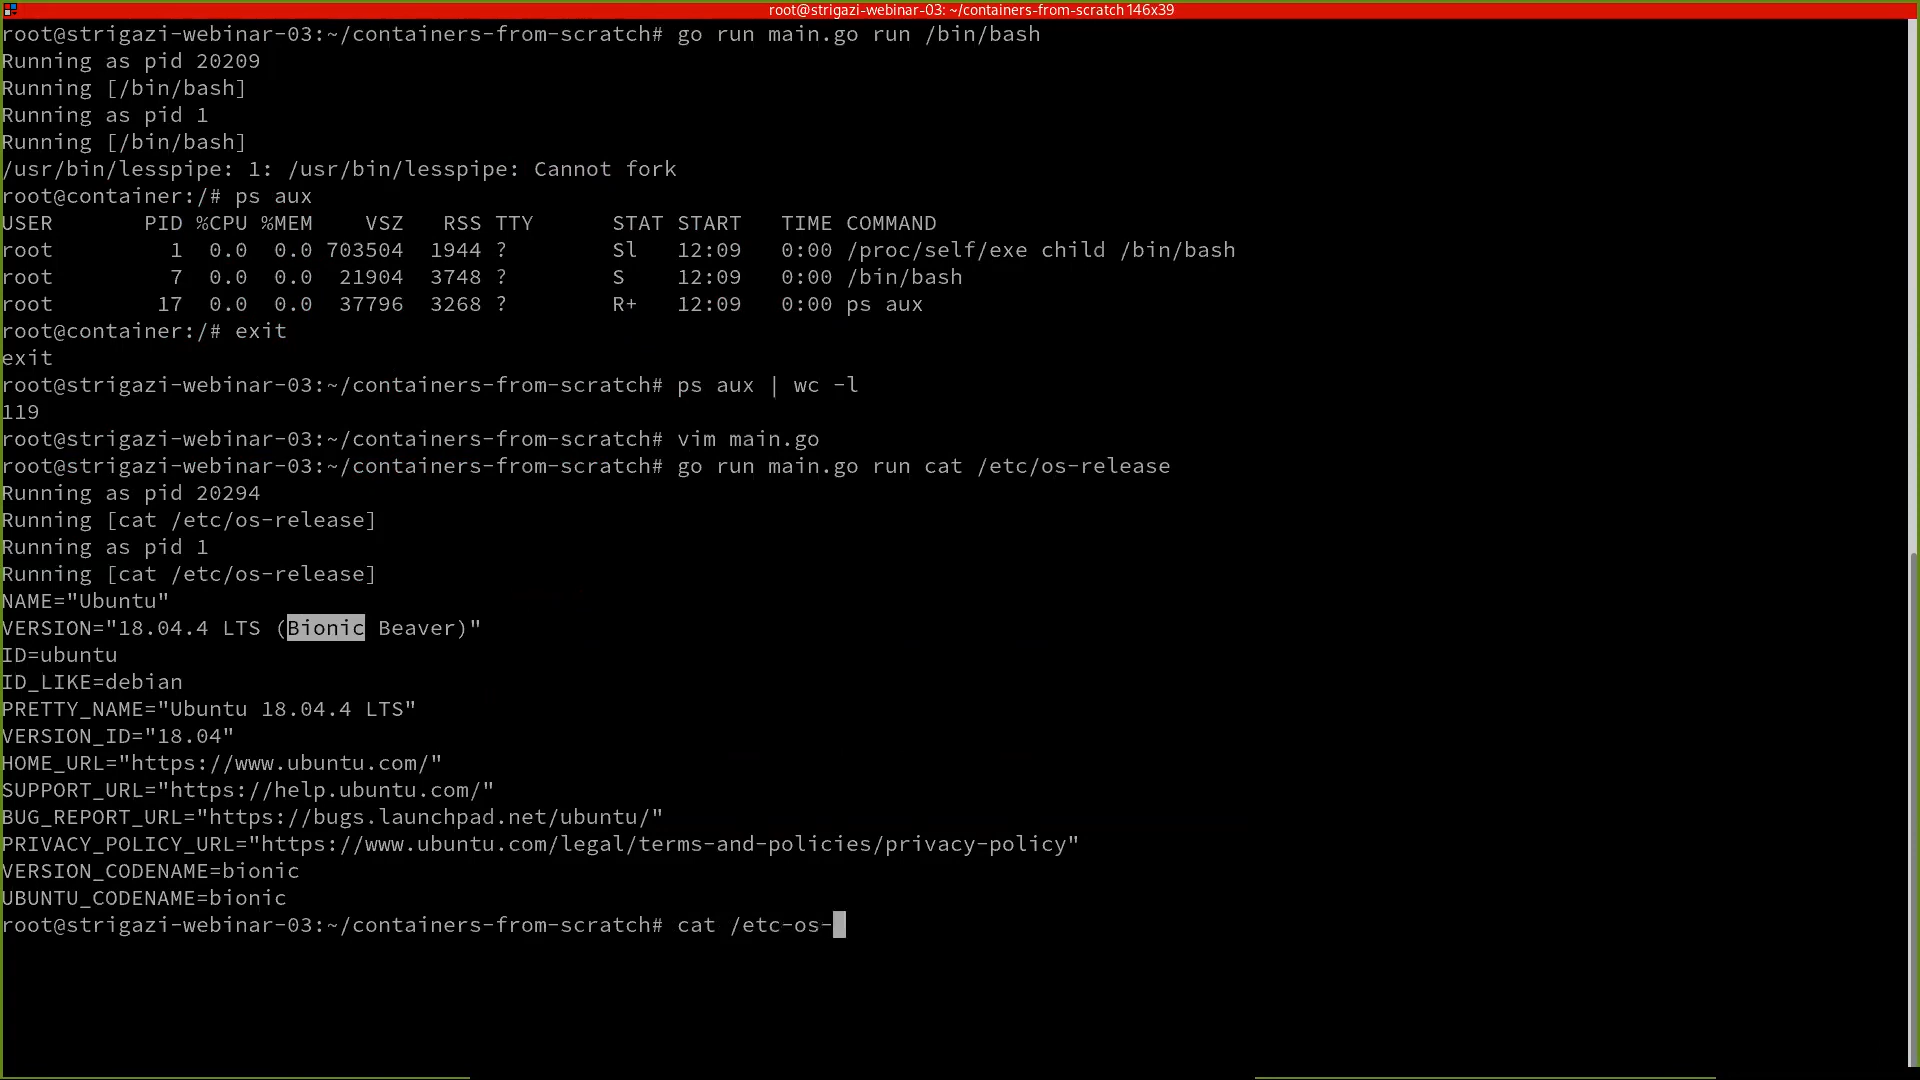 root@strigazi-webinar-03: ~/containers-from-scratch 146x39
root@strigazi-webinar-03:~/containers-from-scratch# go run main.go run /bin/bash
Running as pid 20209
Running [/bin/bash]
Running as pid 1
Running [/bin/bash]
/usr/bin/lesspipe: 1: /usr/bin/lesspipe: Cannot fork
root@container:/# ps aux
USER       PID %CPU %MEM    VSZ   RSS TTY      STAT START   TIME COMMAND
root         1  0.0  0.0 703504  1944 ?        Sl   12:09   0:00 /proc/self/exe child /bin/bash
root         7  0.0  0.0  21904  3748 ?        S    12:09   0:00 /bin/bash
root        17  0.0  0.0  37796  3268 ?        R+   12:09   0:00 ps aux
root@container:/# exit
exit
root@strigazi-webinar-03:~/containers-from-scratch# ps aux | wc -l
119
root@strigazi-webinar-03:~/containers-from-scratch# vim main.go
root@strigazi-webinar-03:~/containers-from-scratch# go run main.go run cat /etc/os-release
Running as pid 20294
Running [cat /etc/os-release]
Running as pid 1
Running [cat /etc/os-release]
NAME="Ubuntu"
VERSION="18.04.4 LTS (Bionic Beaver)"
ID=ubuntu
ID_LIKE=debian
PRETTY_NAME="Ubuntu 18.04.4 LTS"
VERSION_ID="18.04"
HOME_URL="https://www.ubuntu.com/"
SUPPORT_URL="https://help.ubuntu.com/"
BUG_REPORT_URL="https://bugs.launchpad.net/ubuntu/"
PRIVACY_POLICY_URL="https://www.ubuntu.com/legal/terms-and-policies/privacy-policy"
VERSION_CODENAME=bionic
UBUNTU_CODENAME=bionic
root@strigazi-webinar-03:~/containers-from-scratch# cat /etc-os-